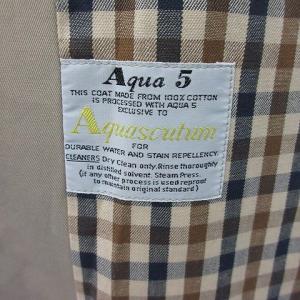 Aqua 5
THIS COAT MADE FROM 100% COTTON
IS PROCESSED WITH AQUA 5
EXCLUSIVE TO
Aquascutum
FOR
DURABLE WATER AND STAIN REPELLENCY.
CLEANERS Dry Clean only. Rinse thoroughly
in distilled solvent. Steam Press.
(if any other process is used reproof
to maintain original standard)